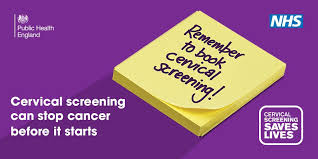 Public Health
England
NHS
Remember
to book
cervical
screening!
Cervical screening
can stop cancer
before it starts
CERVICAL
SCREENING
SAVES
LIVES